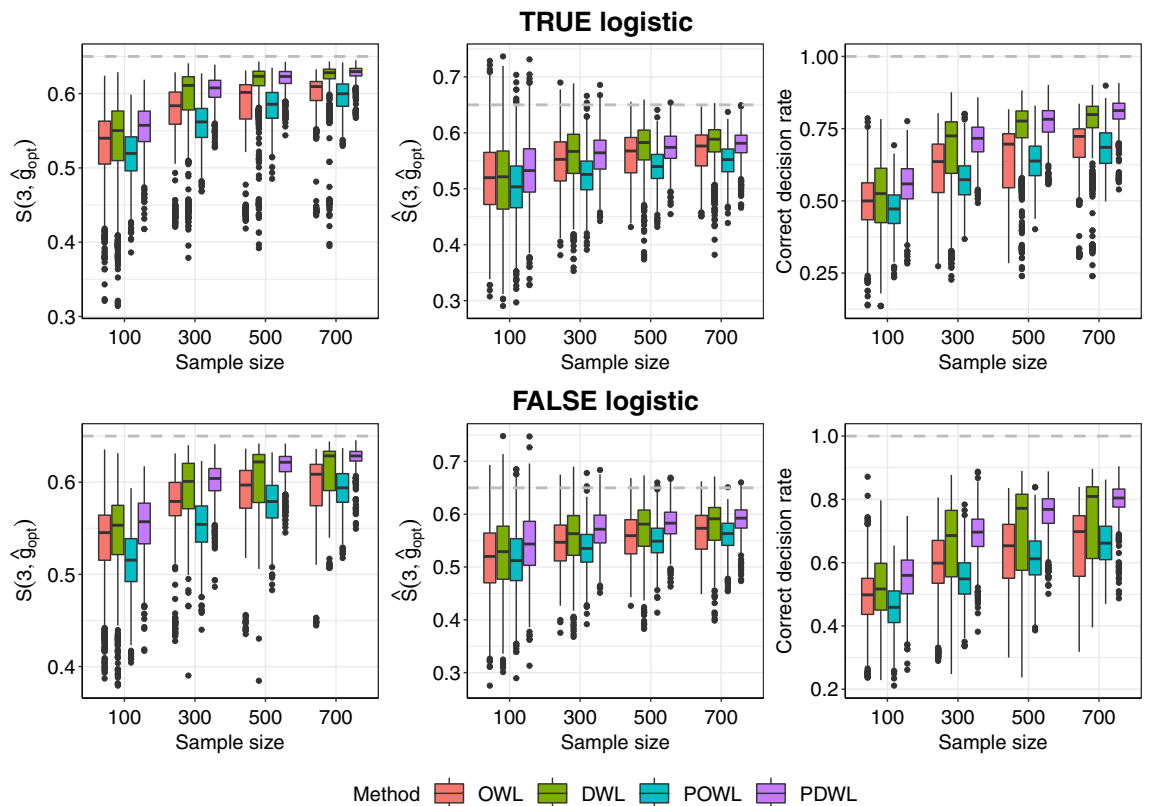 TRUE logistic
S(3, ĝopt)
0.6
0.5
0.4
0.3
100 300 500 700
Sample size
Ŝ(3, ĝopt)
0.7
0.6
0.5
0.4
0.3
100 300 500 700
Sample size
Correct decision rate
1.00
0.75
0.50
0.25
100 300 500 700
Sample size
FALSE logistic
S(3, ĝopt)
0.6
0.5
0.4
100 300 500 700
Sample size
Ŝ(3, ĝopt)
0.7
0.6
0.5
0.4
0.3
100 300 500 700
Sample size
Correct decision rate
1.0
0.8
0.6
0.4
0.2
100 300 500 700
Sample size
Method OWL DWL POWL PDWL